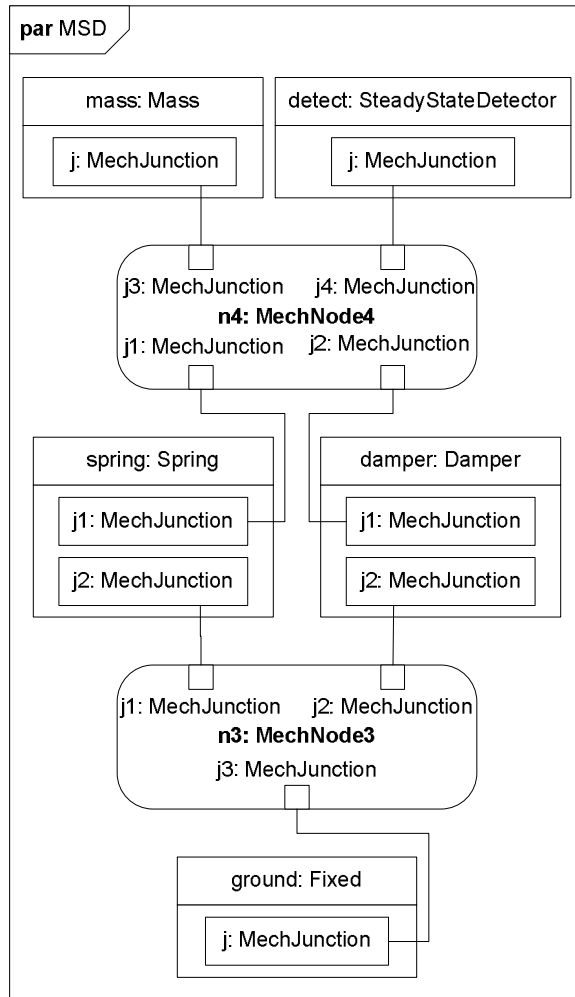 par MSD
mass: Mass
detect: SteadyStateDetector
j: MechJunction
j: MechJunction
j3: MechJunction
j4: MechJunction
n4: MechNode4
j1: MechJunction
j2: MechJunction
spring: Spring
damper: Damper
j1: MechJunction
j1: MechJunction
j2: MechJunction
j2: MechJunction
j1: MechJunction
j2: MechJunction
n3: MechNode3
j3: MechJunction
ground: Fixed
j: MechJunction